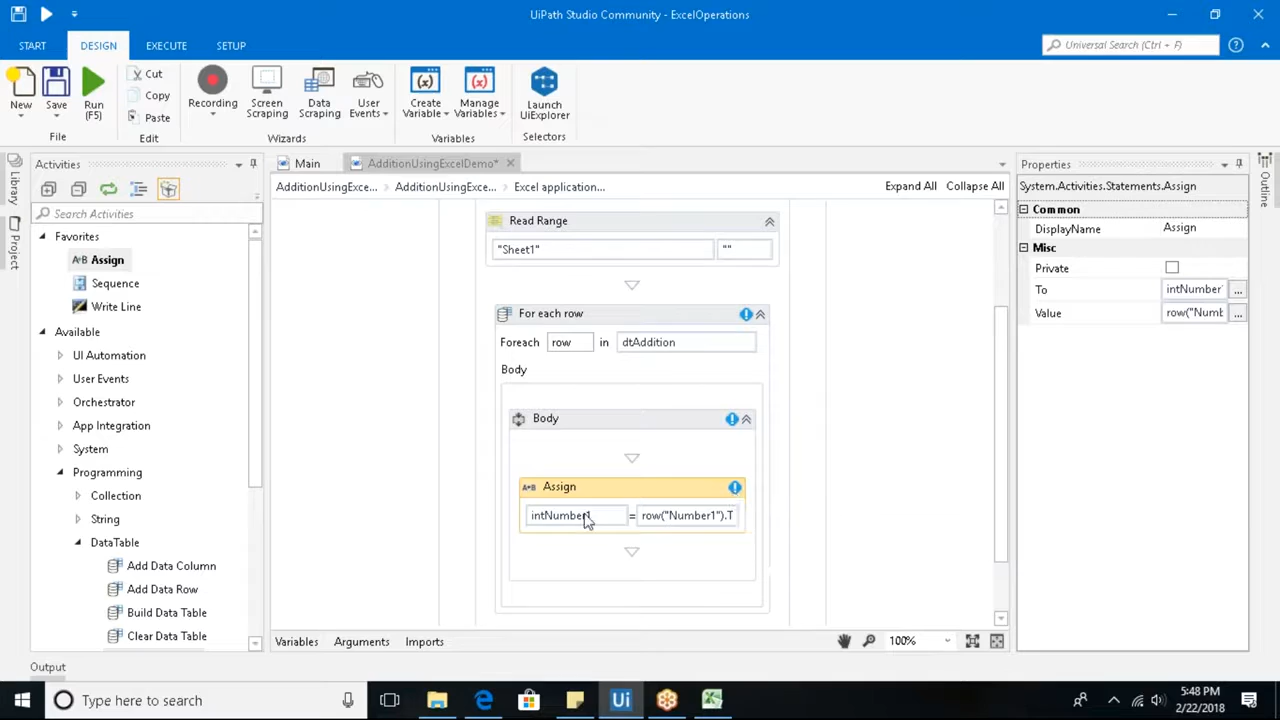 UiPath Studio Community - ExcelOperations
START DESIGN EXECUTE SETUP
Universal Search (Ctrl + F)
Cut
Copy
Paste
New
Save
Run (F5)
Recording
Screen Scraping
Data Scraping
User Events
Create Variable
Manage Variables
Launch UiExplorer
File Edit Wizards Variables Selectors
Library
Project
Activities
Search Activities
Favorites
A*B Assign
Sequence
Write Line
Available
UI Automation
User Events
Orchestrator
App Integration
System
Programming
Collection
String
DataTable
Add Data Column
Add Data Row
Build Data Table
Clear Data Table
Main AdditionUsingExcelDemo*
AdditionUsingExce... AdditionUsingExce... Excel application... Expand All Collapse All
Read Range
"Sheet1" ""
For each row
Foreach row in dtAddition
Body
Body
A*B Assign
intNumber1 = row("Number1").T
Variables Arguments Imports 100%
Properties
System.Activities.Statements.Assign
Common
DisplayName Assign
Misc
Private
To intNumber ...
Value row("Numb ...
Outline
Output
Type here to search
Ui
5:48 PM
2/22/2018